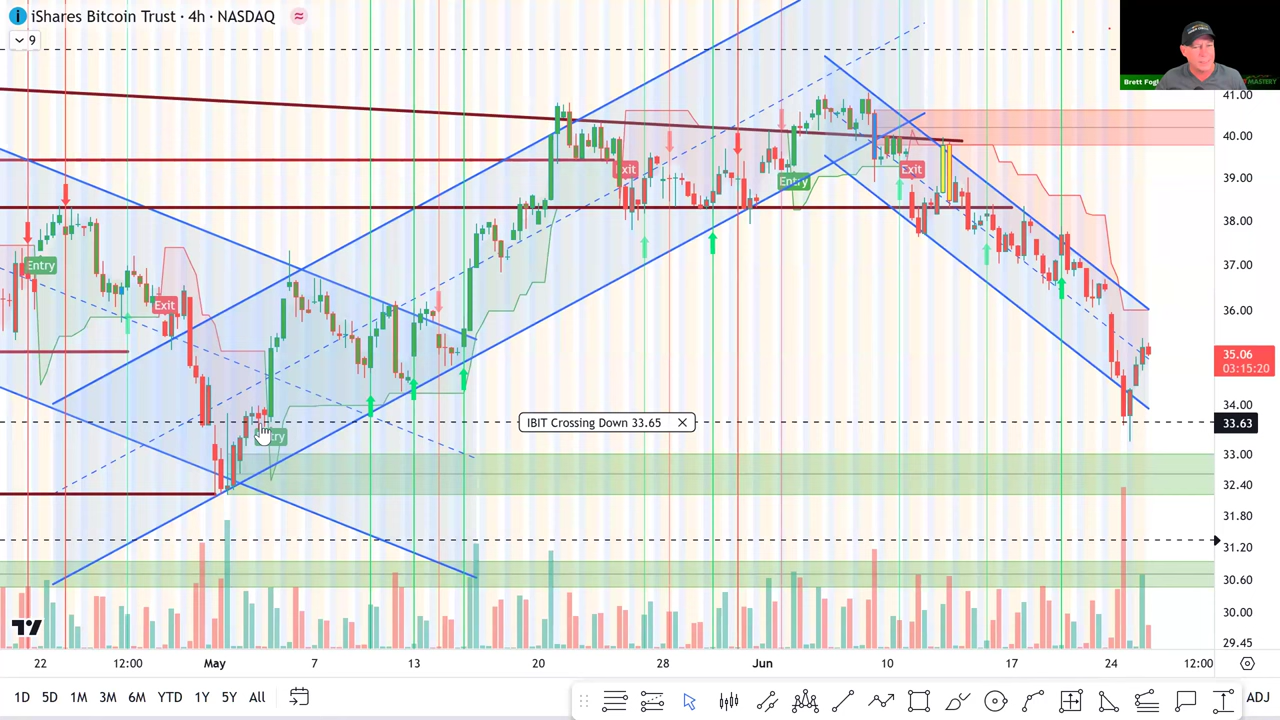 iShares Bitcoin Trust · 4h · NASDAQ
9
Brett Fogl
MASTERY
41.00
40.00
39.00
38.00
37.00
36.00
35.06
03:15:20
34.00
33.63
33.00
32.40
31.80
31.20
30.60
30.00
29.45
Entry
Exit
Exit
Entry
Exit
IBIT Crossing Down 33.65
22
12:00
May
7
13
20
28
Jun
10
17
24
12:00
1D
5D
1M
3M
6M
YTD
1Y
5Y
All
ADJ